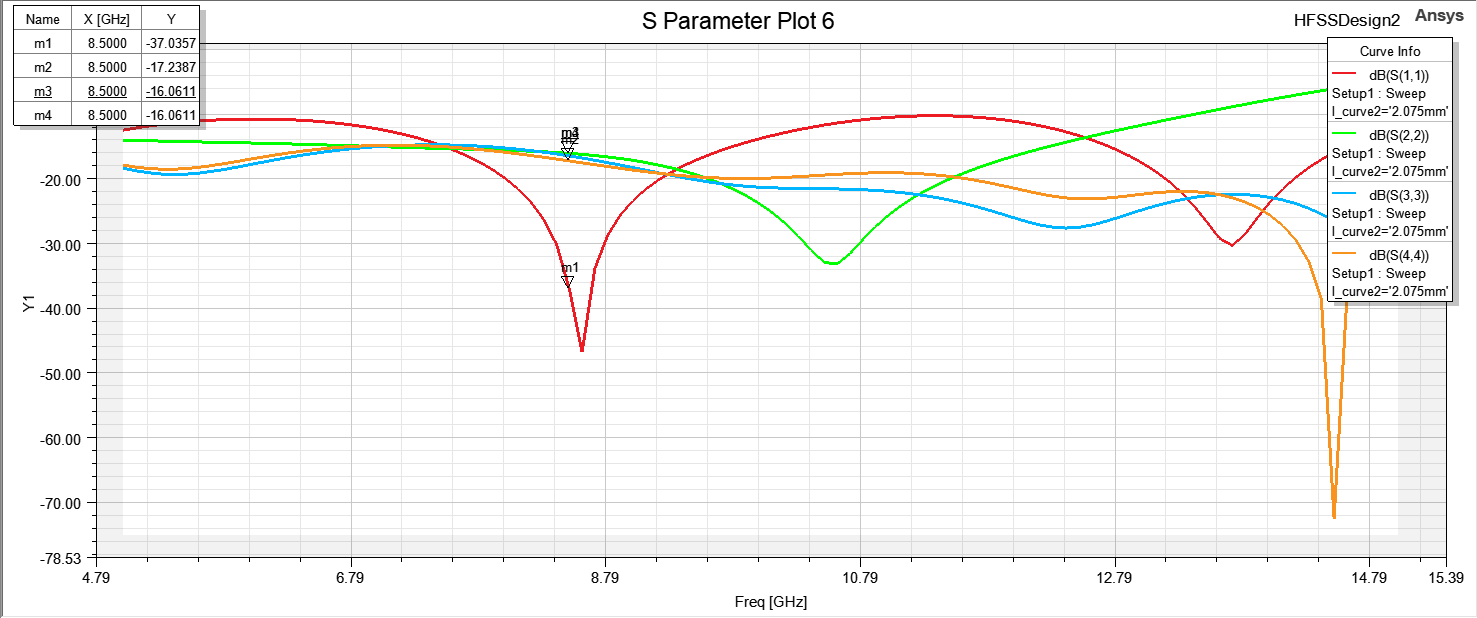 S Parameter Plot 6
HFSSDesign2
Ansys
Name X [GHz] Y
m1 8.5000 -37.0357
m2 8.5000 -17.2387
m3 8.5000 -16.0611
m4 8.5000 -16.0611
Curve Info
dB(S(1,1))
Setup1 : Sweep
l_curve2='2.075mm'
dB(S(2,2))
Setup1 : Sweep
l_curve2='2.075mm'
dB(S(3,3))
Setup1 : Sweep
l_curve2='2.075mm'
dB(S(4,4))
Setup1 : Sweep
l_curve2='2.075mm'
m1
Y1
-20.00
-30.00
-40.00
-50.00
-60.00
-70.00
-78.53
4.79 6.79 8.79 10.79 12.79 14.79 15.39
Freq [GHz]